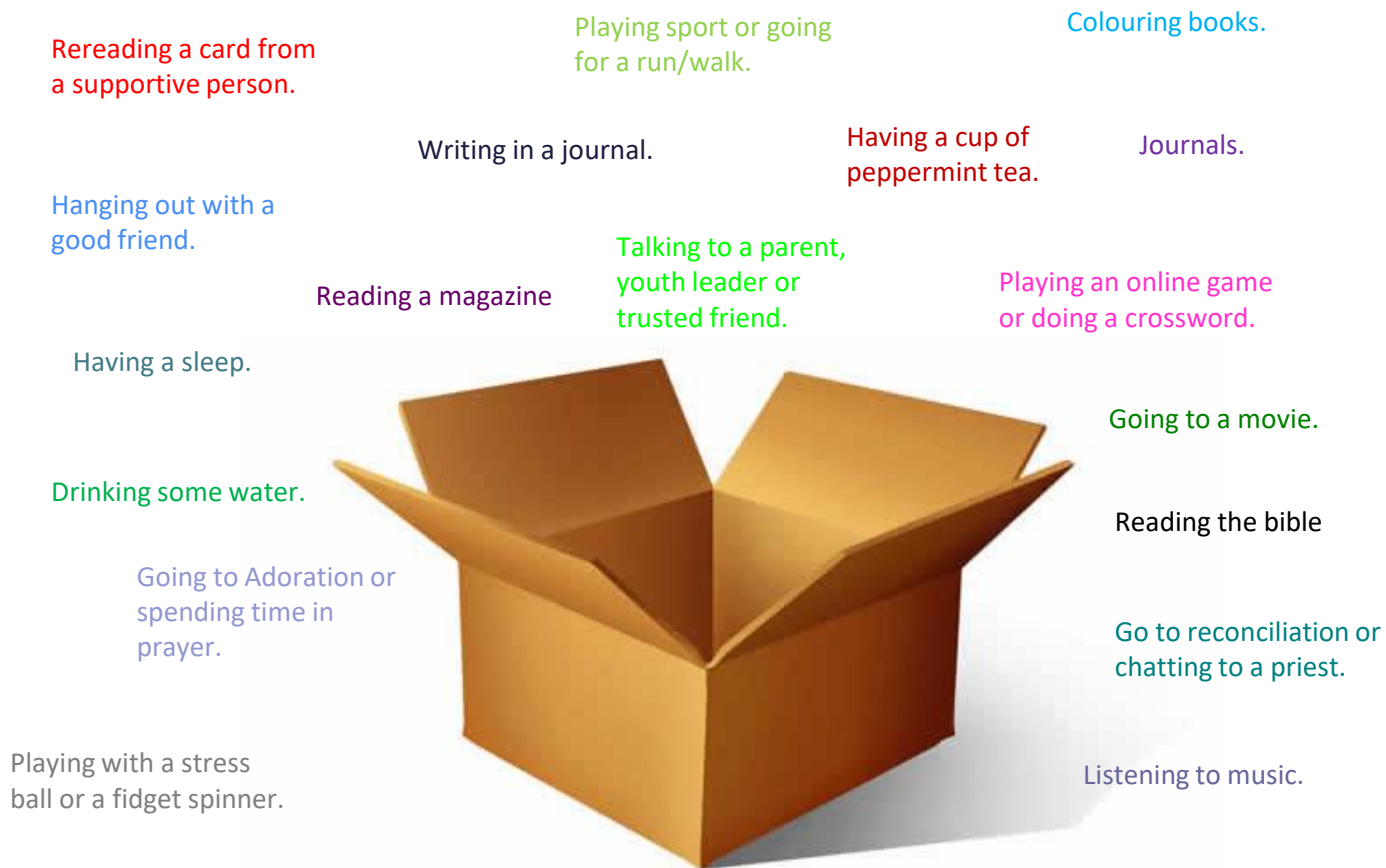 Rereading a card from
a supportive person.
Playing sport or going
for a run/walk.
Colouring books.
Writing in a journal.
Having a cup of
peppermint tea.
Journals.
Hanging out with a
good friend.
Reading a magazine
Talking to a parent,
youth leader or
trusted friend.
Playing an online game
or doing a crossword.
Having a sleep.
Going to a movie.
Drinking some water.
Reading the bible
Going to Adoration or
spending time in
prayer.
Go to reconciliation or
chatting to a priest.
Playing with a stress
ball or a fidget spinner.
Listening to music.